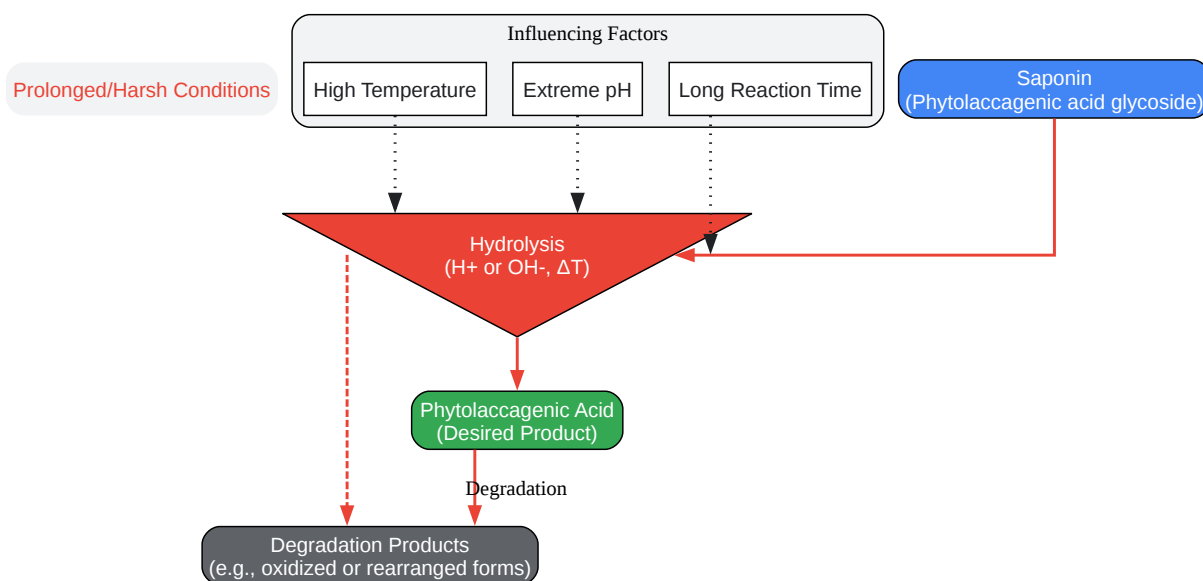 Influencing Factors
Prolonged/Harsh Conditions
High Temperature
Extreme pH
Long Reaction Time
Saponin
(Phytolaccagenic acid glycoside)
Hydrolysis
(H+ or OH-, ΔT)
Phytolaccagenic Acid
(Desired Product)
Degradation
Degradation Products
(e.g., oxidized or rearranged forms)